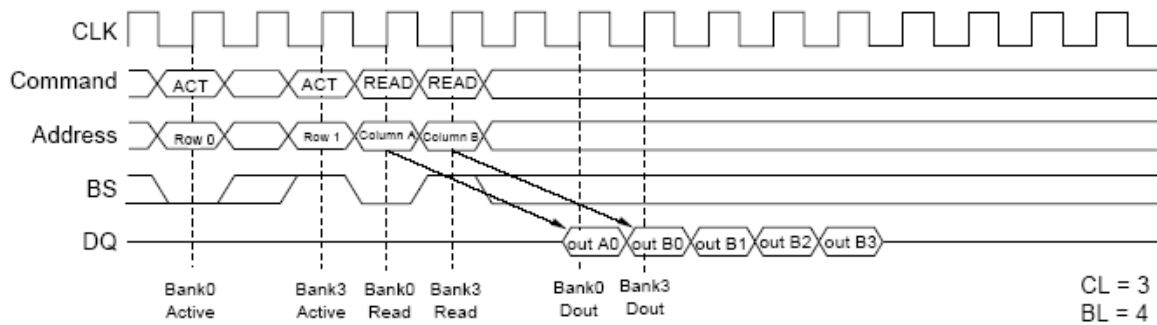 CLK
Command ACT ACT READ READ
Address Row 0 Row 1 Column A Column B
BS
DQ out A0 out B0 out B1 out B2 out B3
Bank0 Bank3 Bank0 Bank3 Bank0 Bank3
Active Active Read Read Dout Dout
CL = 3
BL = 4